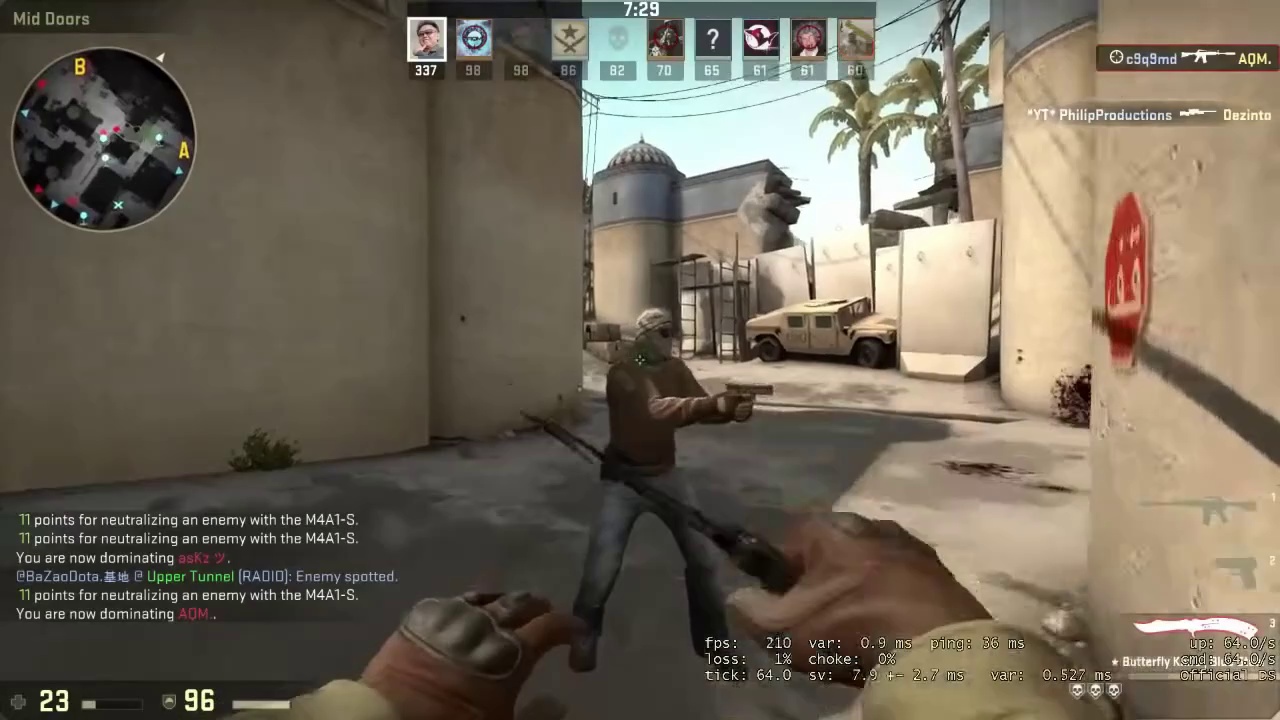 Mid Doors
7:29
337 98 98 86 82 70 65 61 61 60
?
B
A
c9q9md AQM.
*YT* PhilipProductions Dezinto
11 points for neutralizing an enemy with the M4A1-S.
11 points for neutralizing an enemy with the M4A1-S.
You are now dominating asKz ツ.
@BaZaoDota.基地 @ Upper Tunnel (RADIO): Enemy spotted.
11 points for neutralizing an enemy with the M4A1-S.
You are now dominating AQM..
1
2
3
fps: 210 var: 0.9 ms ping: 36 ms
loss: 1% choke: 0%
tick: 64.0 sv: 7.9 +- 2.7 ms var: 0.527 ms
up: 64.0/s
cmd: 64.0/s
Official DS
★ Butterfly
23
96